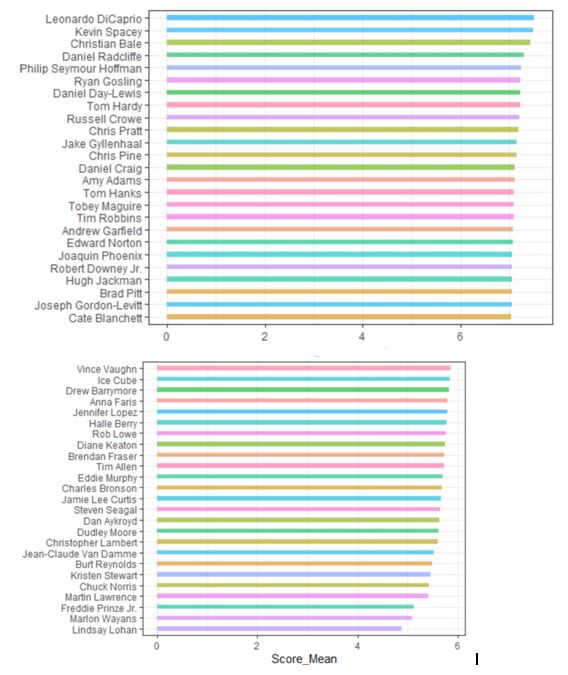 Leonardo DiCaprio
Kevin Spacey
Christian Bale
Daniel Radcliffe
Philip Seymour Hoffman
Ryan Gosling
Daniel Day-Lewis
Tom Hardy
Russell Crowe
Chris Pratt
Jake Gyllenhaal
Chris Pine
Daniel Craig
Amy Adams
Tom Hanks
Tobey Maguire
Tim Robbins
Andrew Garfield
Edward Norton
Joaquin Phoenix
Robert Downey Jr.
Hugh Jackman
Brad Pitt
Joseph Gordon-Levitt
Cate Blanchett
0 2 4 6
Vince Vaughn
Ice Cube
Drew Barrymore
Anna Faris
Jennifer Lopez
Halle Berry
Rob Lowe
Diane Keaton
Brendan Fraser
Tim Allen
Eddie Murphy
Charles Bronson
Jamie Lee Curtis
Steven Seagal
Dan Aykroyd
Dudley Moore
Christopher Lambert
Jean-Claude Van Damme
Burt Reynolds
Kristen Stewart
Chuck Norris
Martin Lawrence
Freddie Prinze Jr.
Marlon Wayans
Lindsay Lohan
0 2 4 6
Score_Mean